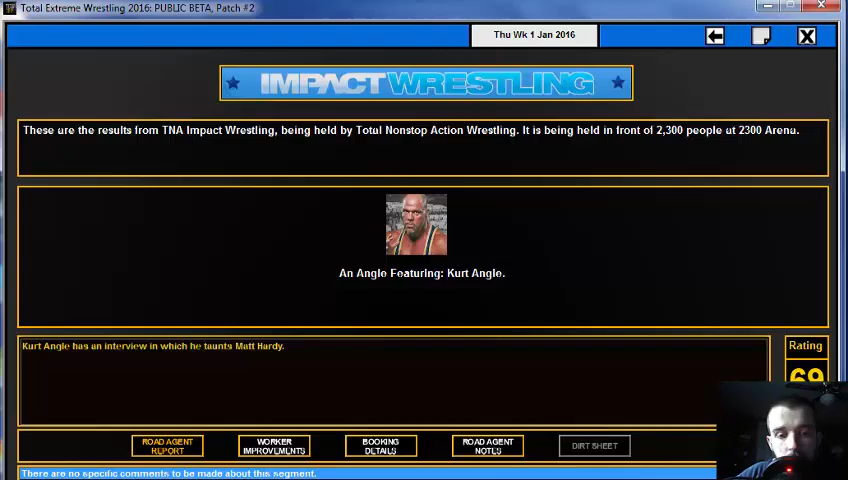 Total Extreme Wrestling 2016: PUBLIC BETA, Patch #2
Thu Wk 1 Jan 2016
IMPACT WRESTLING
These are the results from TNA Impact Wrestling, being held by Total Nonstop Action Wrestling. It is being held in front of 2,300 people at 2300 Arena.
An Angle Featuring: Kurt Angle.
Kurt Angle has an interview in which he taunts Matt Hardy.
Rating
69
ROAD AGENT REPORT
WORKER IMPROVEMENTS
BOOKING DETAILS
ROAD AGENT NOTES
DIRT SHEET
There are no specific comments to be made about this segment.